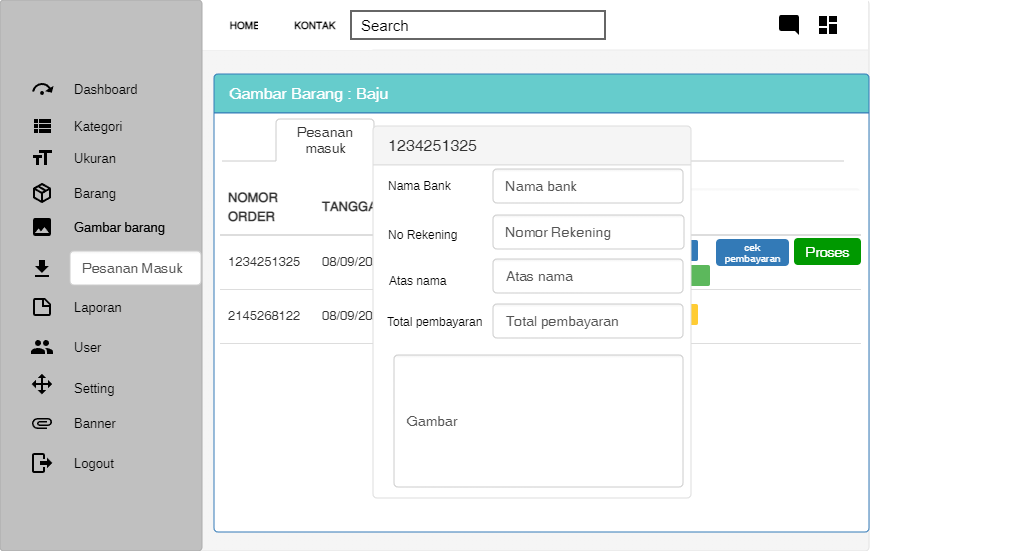 HOME
KONTAK
Search
Dashboard
Kategori
Ukuran
Barang
Gambar barang
Pesanan Masuk
Laporan
User
Setting
Banner
Logout
Gambar Barang : Baju
Pesanan
masuk
NOMOR
ORDER
TANGGA
1234251325
08/09/20
cek
pembayaran
Proses
2145268122
08/09/20
1234251325
Nama Bank
Nama bank
No Rekening
Nomor Rekening
Atas nama
Atas nama
Total pembayaran
Total pembayaran
Gambar